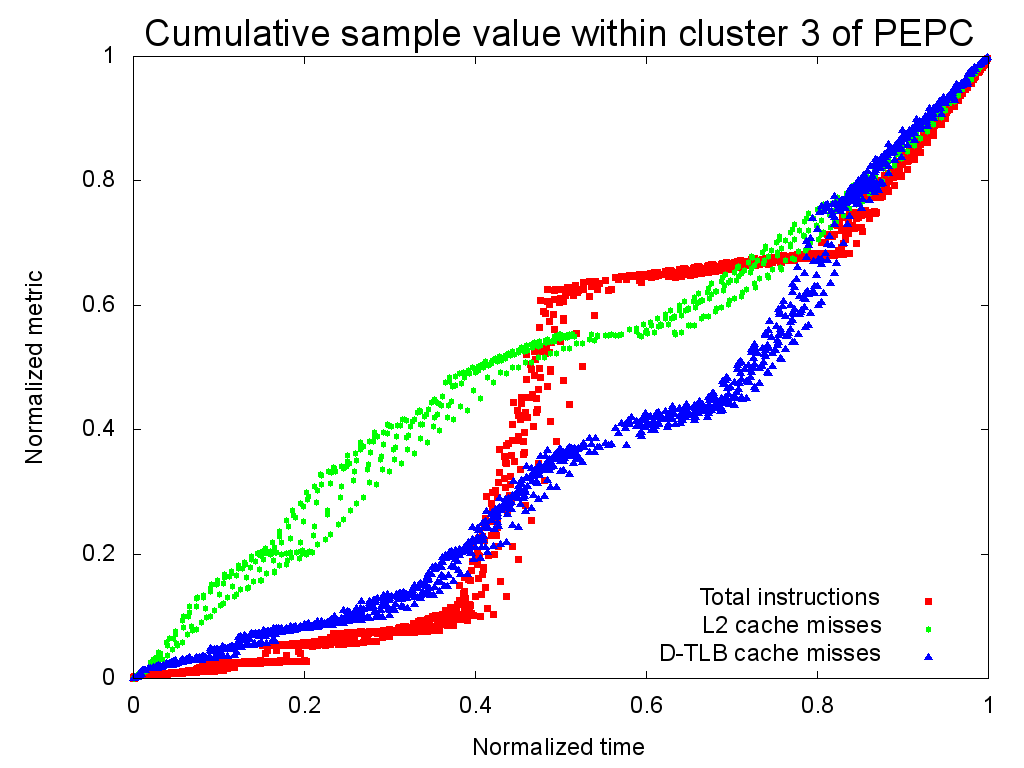 Cumulative sample value within cluster 3 of PEPC
1
0.8
0.6
0.4
0.2
0
Normalized metric
Total instructions
L2 cache misses
D-TLB cache misses
0 0.2 0.4 0.6 0.8 1
Normalized time